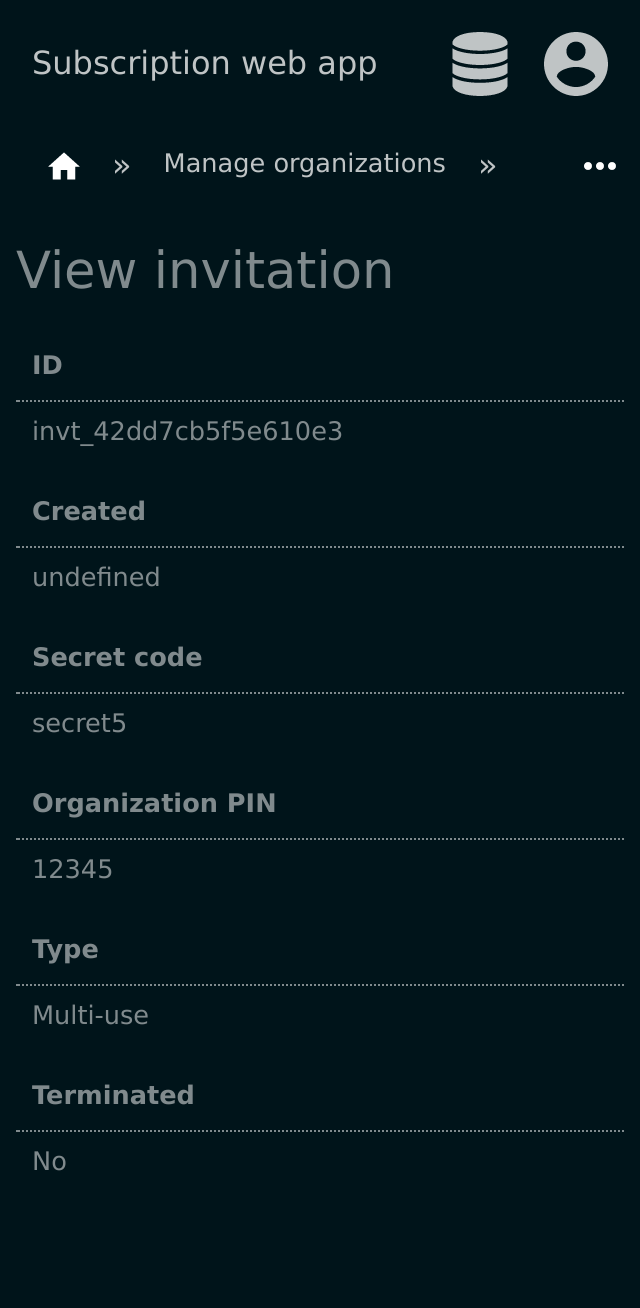 Subscription web app
» Manage organizations » •••
View invitation
ID
invt_42dd7cb5f5e610e3
Created
undefined
Secret code
secret5
Organization PIN
12345
Type
Multi-use
Terminated
No